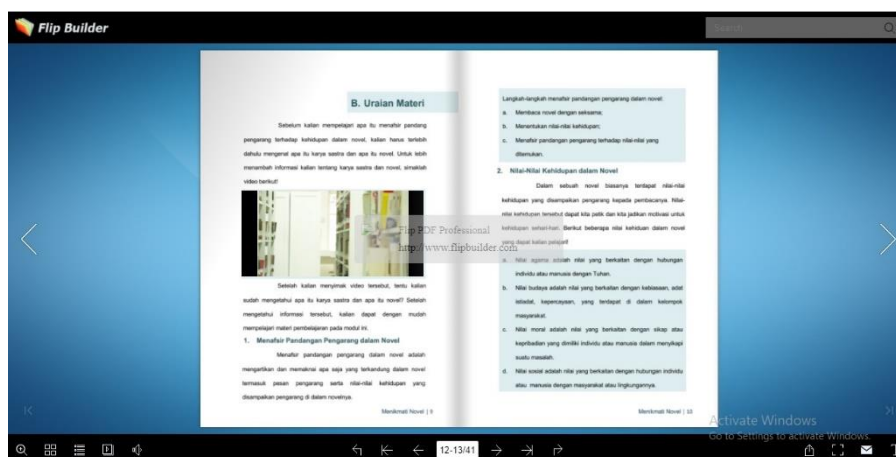 Flip Builder
Search
B. Uraian Materi
Sebelum kalian mempelajari apa itu menafsir pandang
pengarang terhadap kehidupan dalam novel, kalian harus terlebih
dahulu mengenal apa itu karya sastra dan apa itu novel. Untuk lebih
menambah informasi kalian tentang karya sastra dan novel, simaklah
video berikut!
Setelah kalian menyimak video tersebut, tentu kalian
sudah mengetahui apa itu karya sastra dan apa itu novel? Setelah
mengetahui informasi tersebut, kalian dapat dengan mudah
mempelajari materi pembelajaran pada modul ini.
1. Menafsir Pandangan Pengarang dalam Novel
Menafsir pandangan pengarang dalam novel adalah
mengartikan dan memaknai apa saja yang terkandung dalam novel
termasuk pesan pengarang serta nilai-nilai kehidupan yang
disampaikan pengarang di dalam novelnya.
Menikmati Novel | 9
Langkah-langkah menafsir pandangan pengarang dalam novel:
a. Membaca novel dengan seksama;
b. Menentukan nilai-nilai kehidupan;
c. Menafsir pandangan pengarang terhadap nilai-nilai yang
ditemukan.
2. Nilai-Nilai Kehidupan dalam Novel
Dalam sebuah novel biasanya terdapat nilai-nilai
kehidupan yang disampaikan pengarang kepada pembacanya. Nilai-
nilai kehidupan tersebut dapat kita petik dan kita jadikan motivasi untuk
kehidupan sehari-hari. Berikut beberapa nilai kehiduan dalam novel
yang dapat kalian pelajari!
a. Nilai agama adalah nilai yang berkaitan dengan hubungan
individu atau manusia dengan Tuhan.
b. Nilai budaya adalah nilai yang berkaitan dengan kebiasaan, adat
istiadat, kepercayaan, yang terdapat di dalam kelompok
masyarakat.
c. Nilai moral adalah nilai yang berkaitan dengan sikap atau
kepribadian yang dimiliki individu atau manusia dalam menyikapi
suatu masalah.
d. Nilai sosial adalah nilai yang berkaitan dengan hubungan individu
atau manusia dengan masyarakat atau lingkungannya.
Menikmati Novel | 10
Flip PDF Professional
http://www.flipbuilder.com
Activate Windows
Go to Settings to activate Windows.
12-13/41